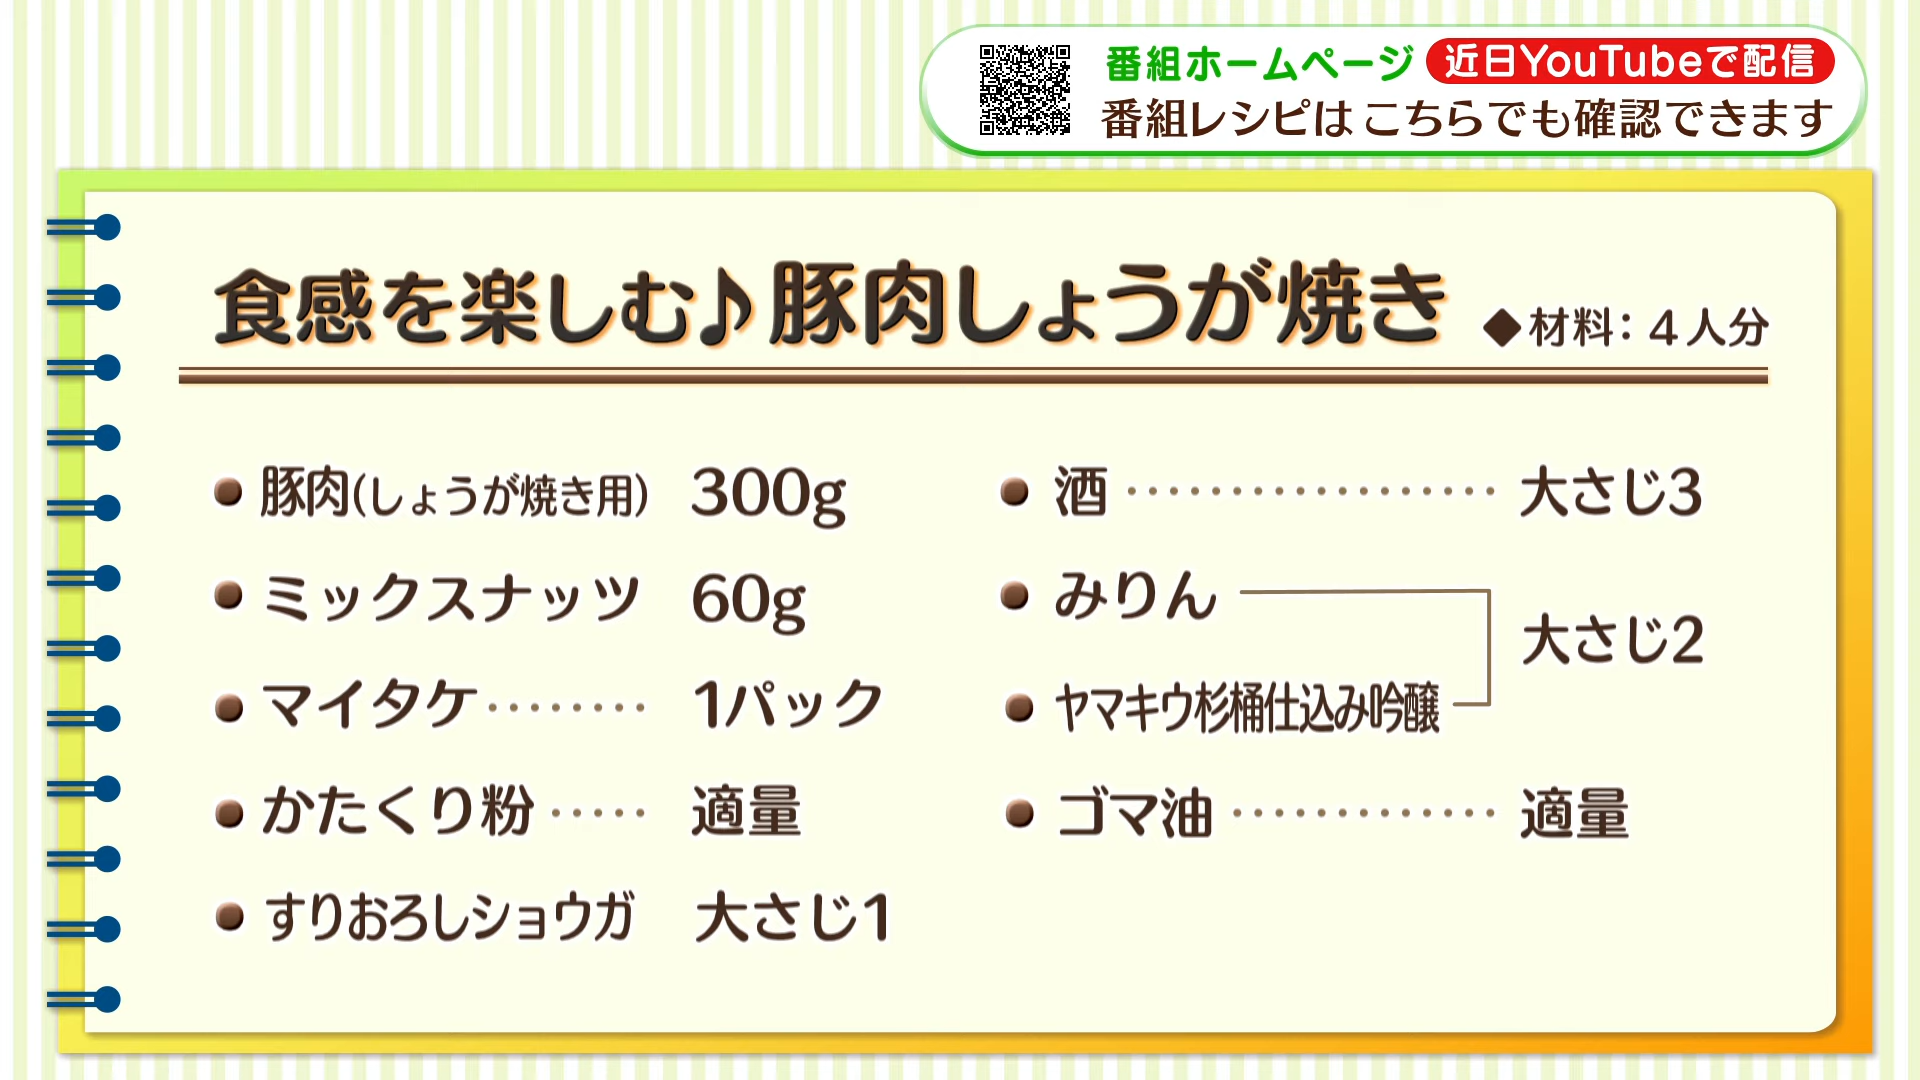 番組ホームページ 近日YouTubeで配信
番組レシピは こちらでも確認できます
食感を楽しむ♪豚肉しょうが焼き ◆材料：４人分
●豚肉(しょうが焼き用) 300g
●ミックスナッツ 60g
●マイタケ‥‥‥‥ 1パック
●かたくり粉‥‥‥ 適量
●すりおろしショウガ 大さじ1
●酒‥‥‥‥‥‥‥‥‥ 大さじ3
●みりん
●ヤマキウ杉桶仕込み吟醸
大さじ2
●ゴマ油‥‥‥‥‥‥‥ 適量